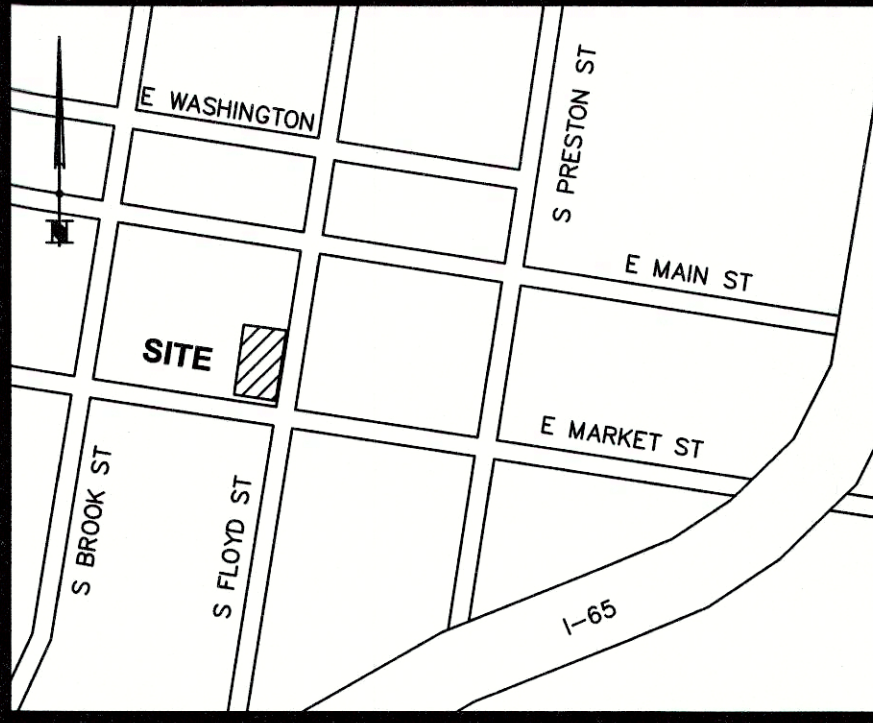 E WASHINGTON
S PRESTON ST
N
E MAIN ST
SITE
E MARKET ST
S BROOK ST
S FLOYD ST
I-65